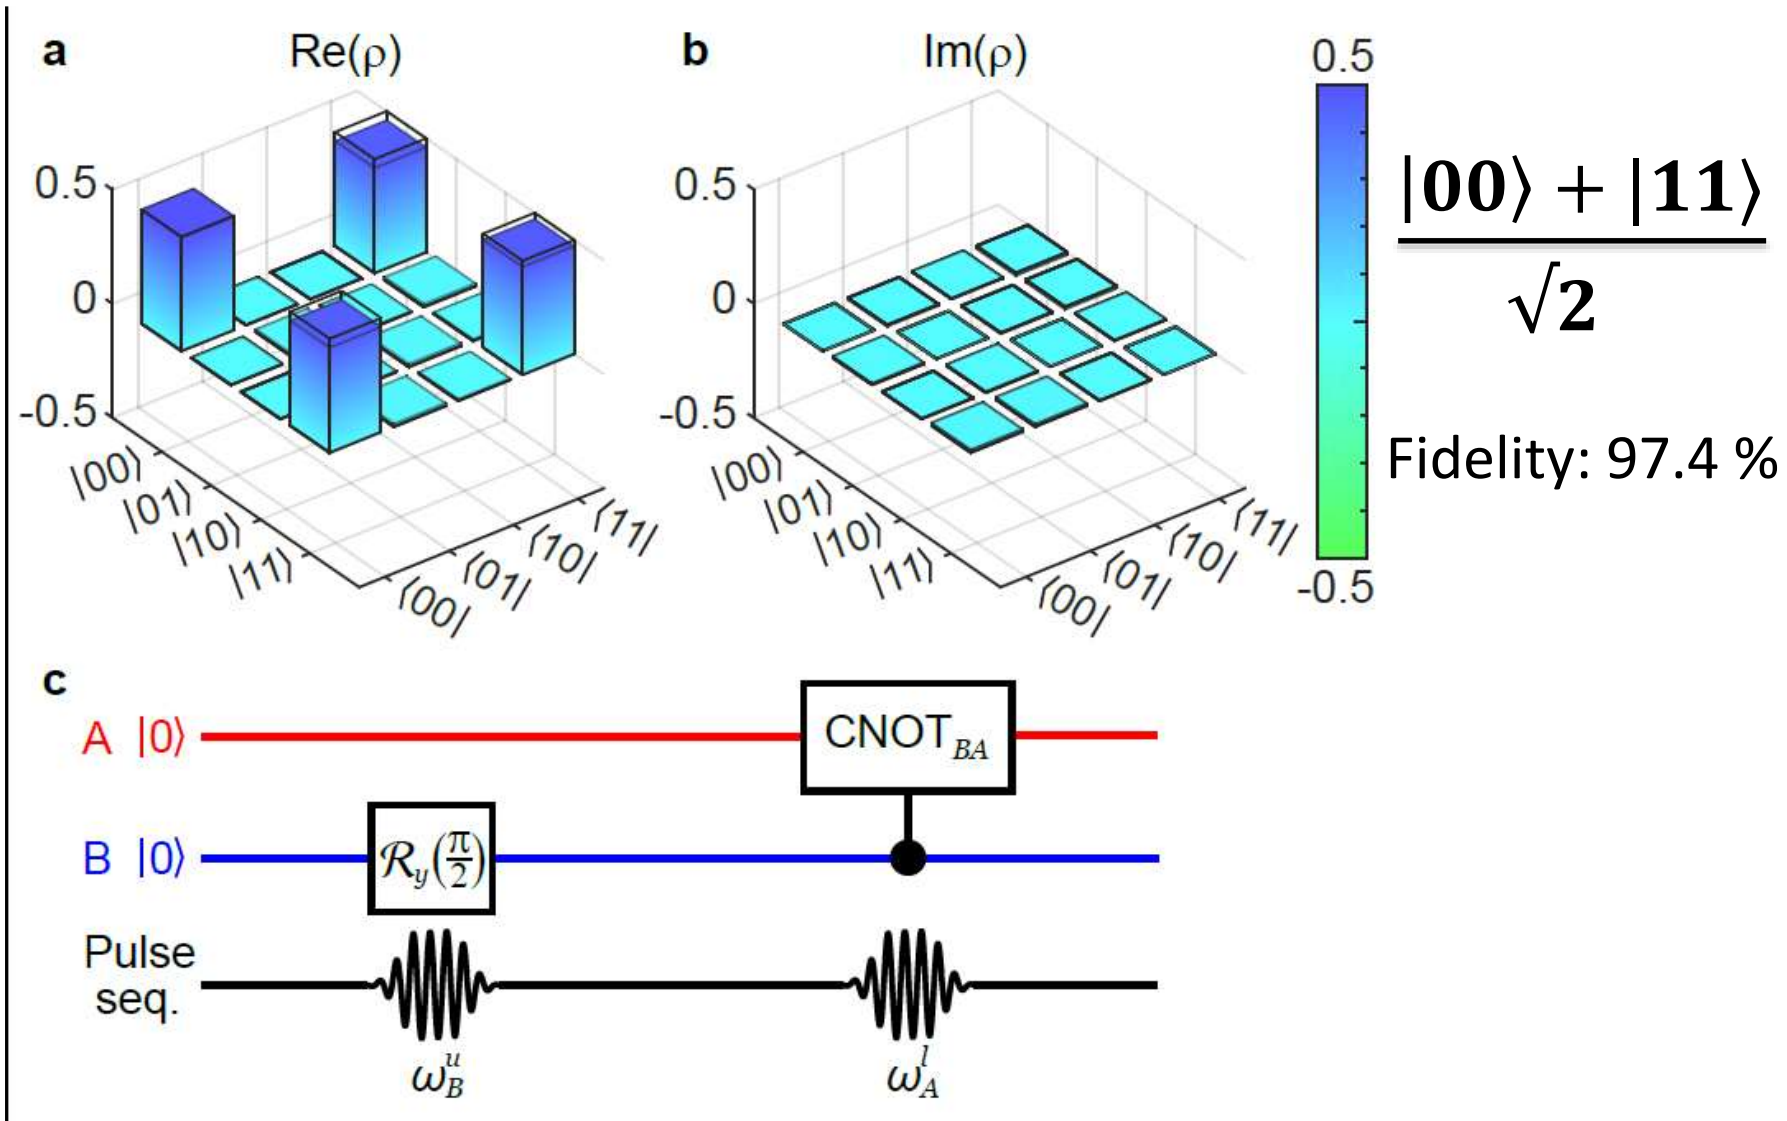 a Re(ρ)
0.5
0
-0.5
|00⟩
|01⟩
|10⟩
|11⟩
⟨00|
⟨01|
⟨10|
⟨11|
b Im(ρ)
0.5
0
-0.5
|00⟩
|01⟩
|10⟩
|11⟩
⟨00|
⟨01|
⟨10|
⟨11|
0.5
-0.5
|00⟩ + |11⟩
√2
Fidelity: 97.4 %
c
A |0⟩
CNOT_BA
B |0⟩
ℛ_y(π/2)
Pulse
seq.
ω_B^u
ω_A^l